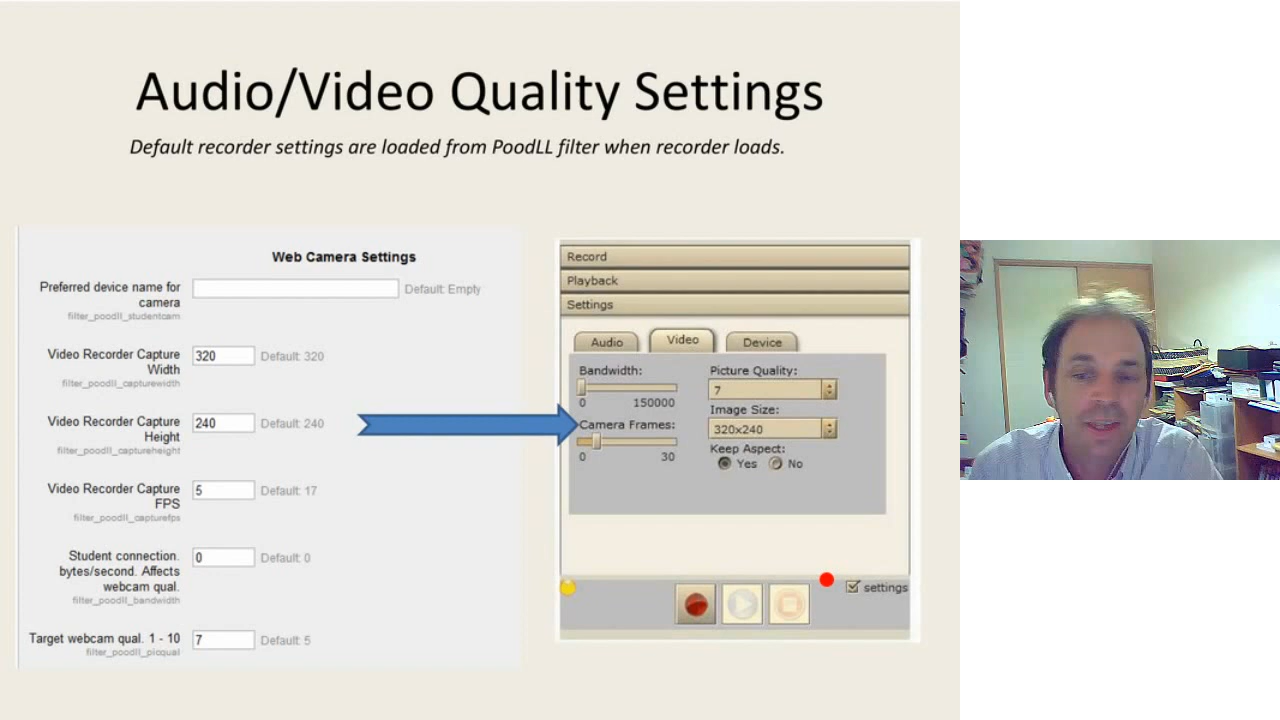 Audio/Video Quality Settings
Default recorder settings are loaded from PoodLL filter when recorder loads.
Web Camera Settings
Preferred device name for
camera
filter_poodll_studentcam
Default: Empty
Video Recorder Capture
Width
filter_poodll_capturewidth
320
Default: 320
Video Recorder Capture
Height
filter_poodll_captureheight
240
Default: 240
Video Recorder Capture
FPS
filter_poodll_capturefps
5
Default: 17
Student connection.
bytes/second. Affects
webcam qual.
filter_poodll_bandwidth
0
Default: 0
Target webcam qual. 1 - 10
filter_poodll_picqual
7
Default: 5
Record
Playback
Settings
Audio
Video
Device
Bandwidth:
0
150000
Camera Frames:
0
30
Picture Quality:
7
Image Size:
320x240
Keep Aspect:
Yes
No
settings